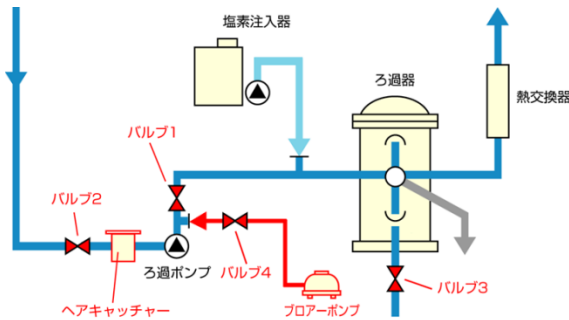 塩素注入器
ろ過器
熱交換器
バルブ1
バルブ2
ろ過ポンプ
バルブ4
バルブ3
ヘアキャッチャー
ブロアーポンプ